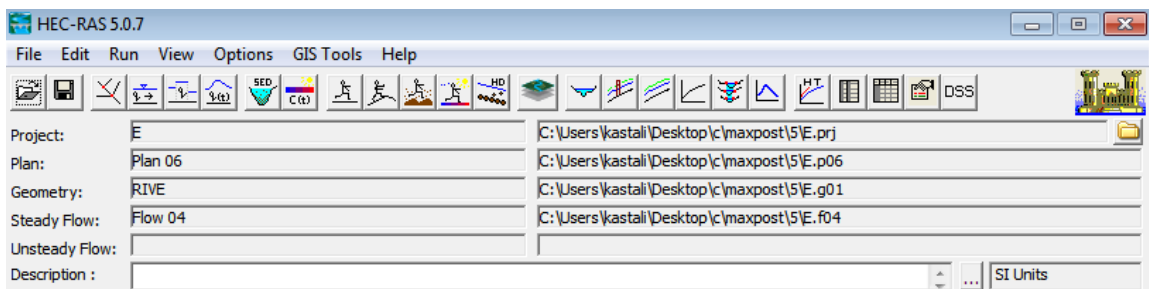 HEC-RAS 5.0.7
File Edit Run View Options GIS Tools Help
SED C(t) HD HT DSS
Project: E C:\Users\kastali\Desktop\c\maxpost\5\E.prj
Plan: Plan 06 C:\Users\kastali\Desktop\c\maxpost\5\E.p06
Geometry: RIVE C:\Users\kastali\Desktop\c\maxpost\5\E.g01
Steady Flow: Flow 04 C:\Users\kastali\Desktop\c\maxpost\5\E.f04
Unsteady Flow:
Description : ... SI Units